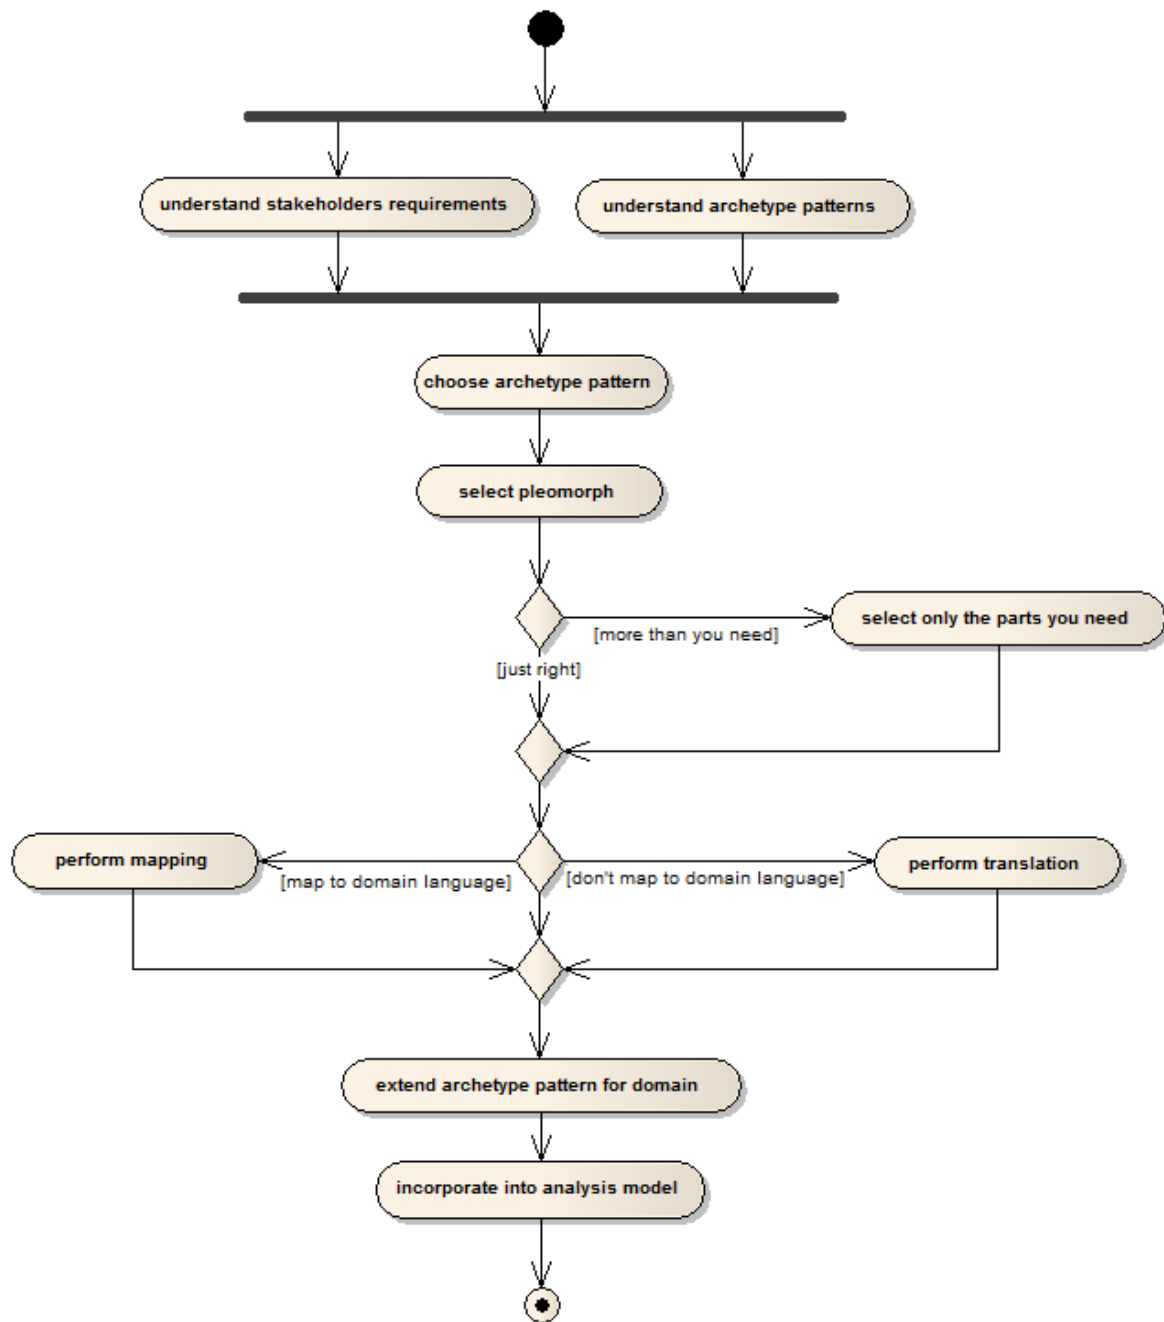 understand stakeholders requirements
understand archetype patterns
choose archetype pattern
select pleomorph
select only the parts you need
[more than you need]
[just right]
perform mapping
perform translation
[map to domain language]
[don't map to domain language]
extend archetype pattern for domain
incorporate into analysis model